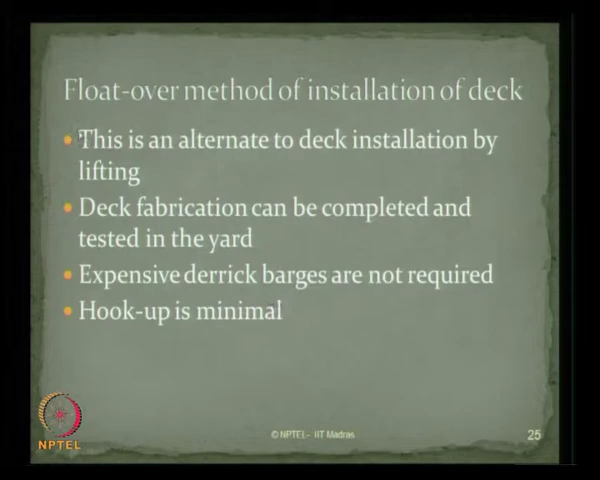 Float-over method of installation of deck
• This is an alternate to deck installation by
lifting
• Deck fabrication can be completed and
tested in the yard
• Expensive derrick barges are not required
• Hook-up is minimal
NPTEL
© NPTEL - IIT Madras
25